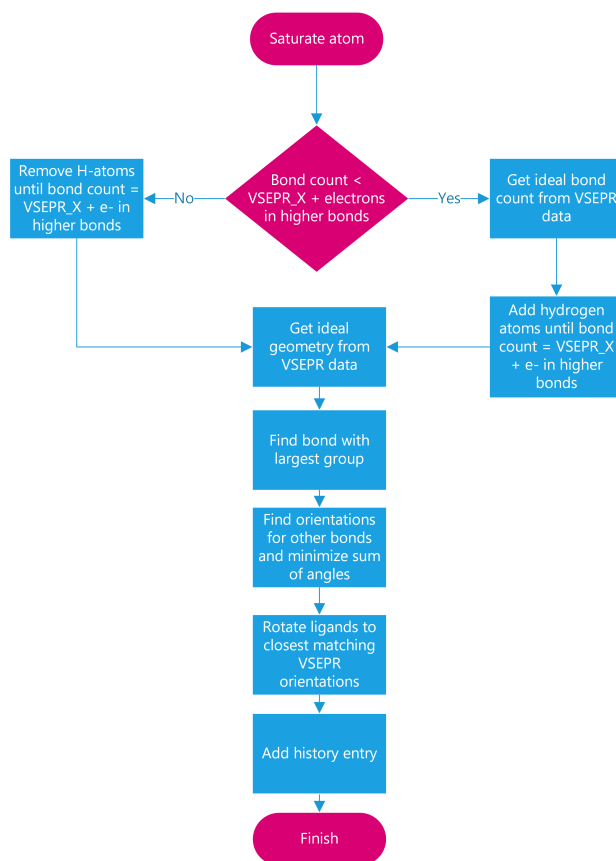 Saturate atom
Bond count <
VSEPR_X + electrons
in higher bonds
No
Yes
Remove H-atoms
until bond count =
VSEPR_X + e- in
higher bonds
Get ideal bond
count from VSEPR
data
Add hydrogen
atoms until bond
count = VSEPR_X
+ e- in higher
bonds
Get ideal
geometry from
VSEPR data
Find bond with
largest group
Find orientations
for other bonds
and minimize sum
of angles
Rotate ligands to
closest matching
VSEPR
orientations
Add history entry
Finish